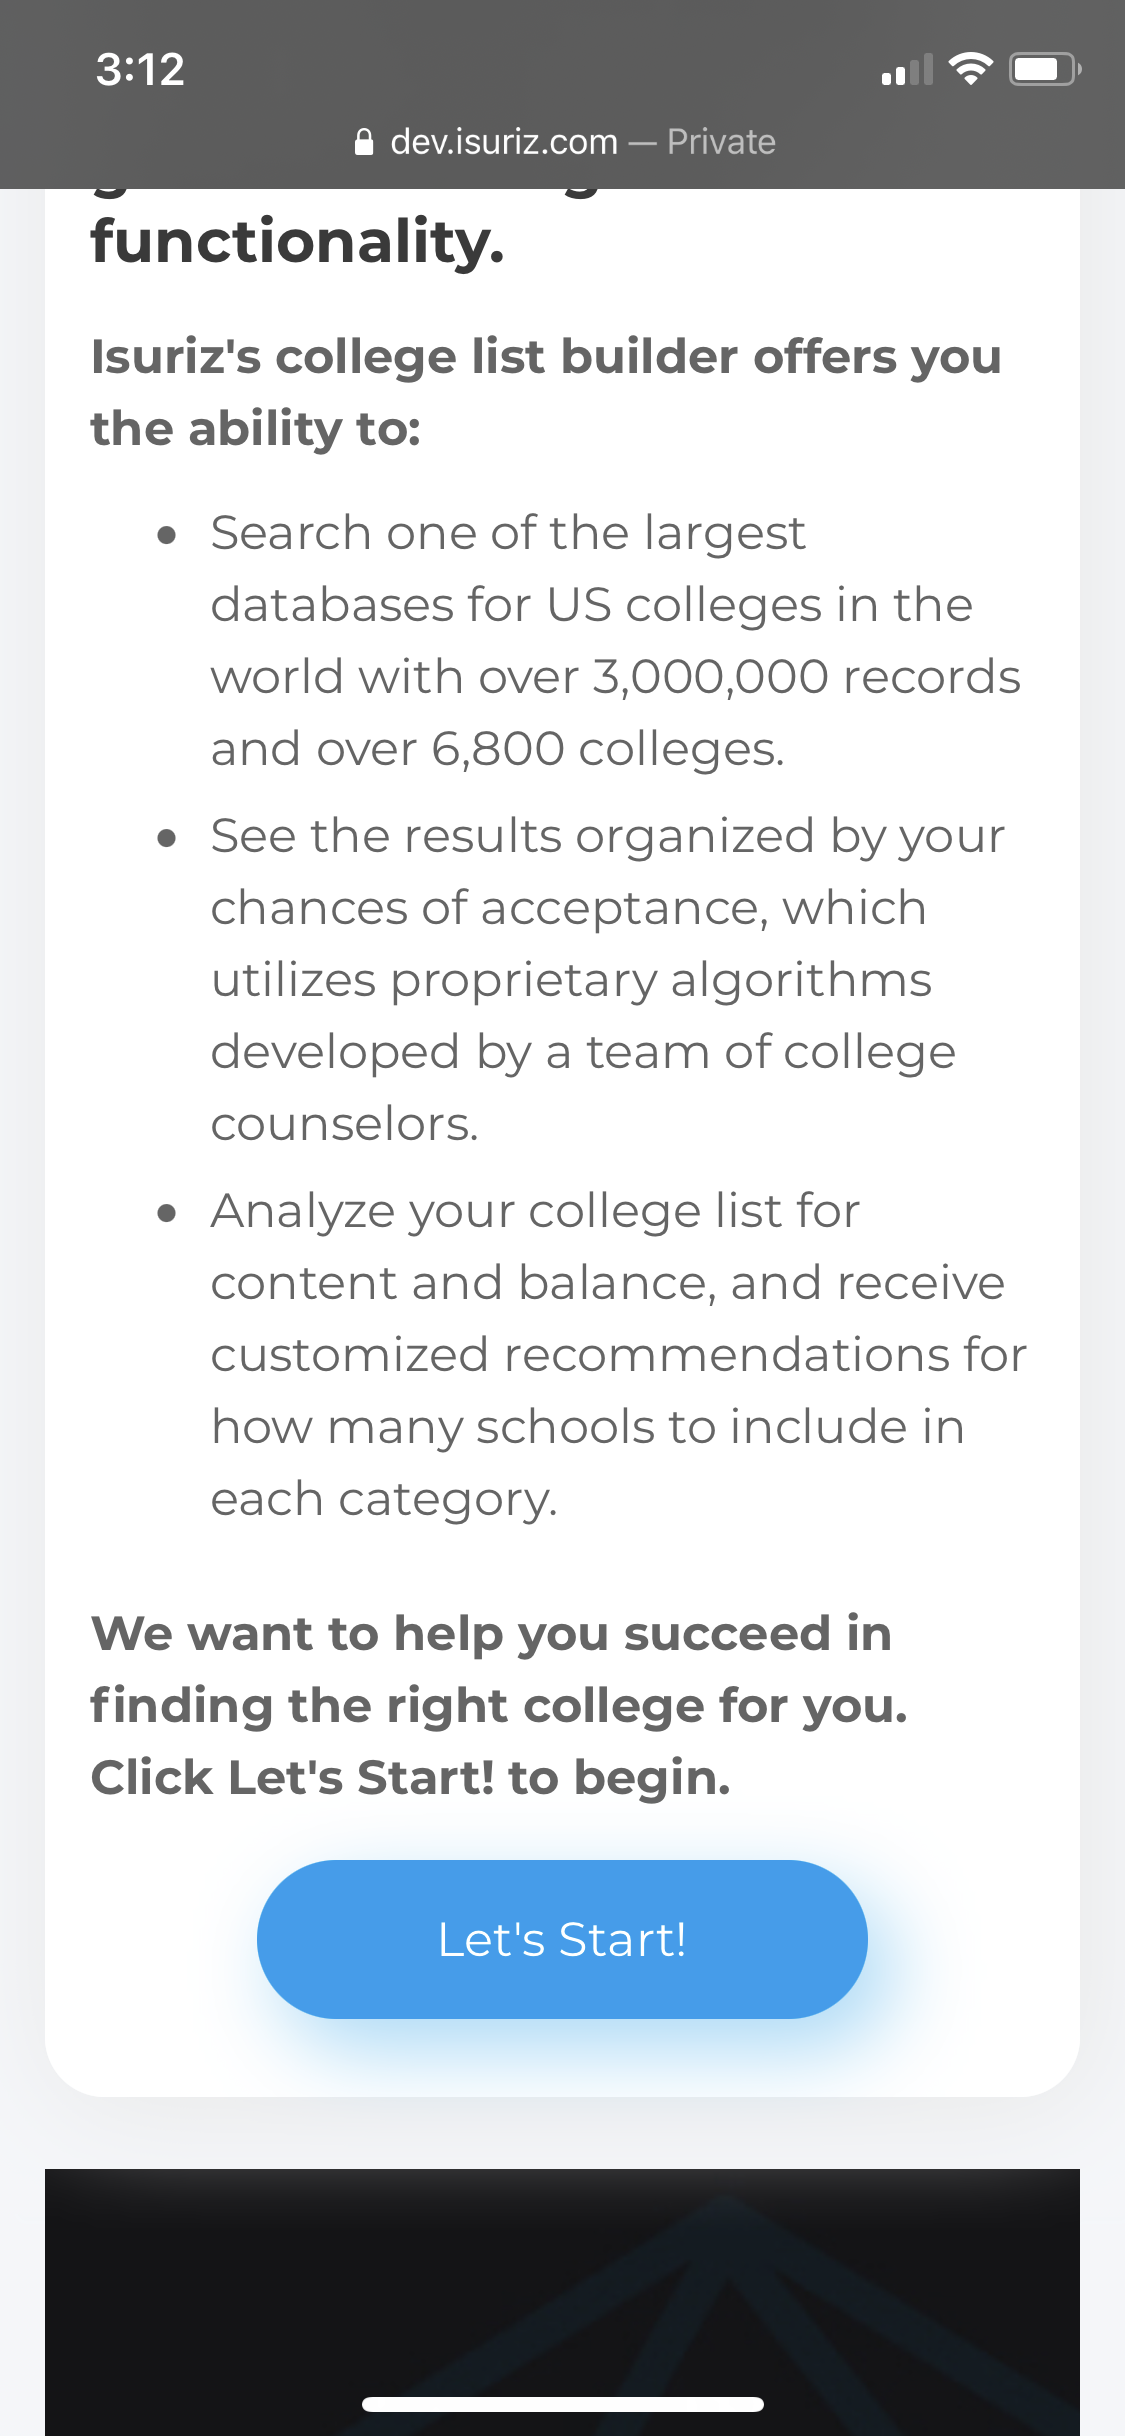 3:12
dev.isuriz.com — Private
functionality.
Isuriz's college list builder offers you
the ability to:
• Search one of the largest
databases for US colleges in the
world with over 3,000,000 records
and over 6,800 colleges.
• See the results organized by your
chances of acceptance, which
utilizes proprietary algorithms
developed by a team of college
counselors.
• Analyze your college list for
content and balance, and receive
customized recommendations for
how many schools to include in
each category.
We want to help you succeed in
finding the right college for you.
Click Let's Start! to begin.
Let's Start!